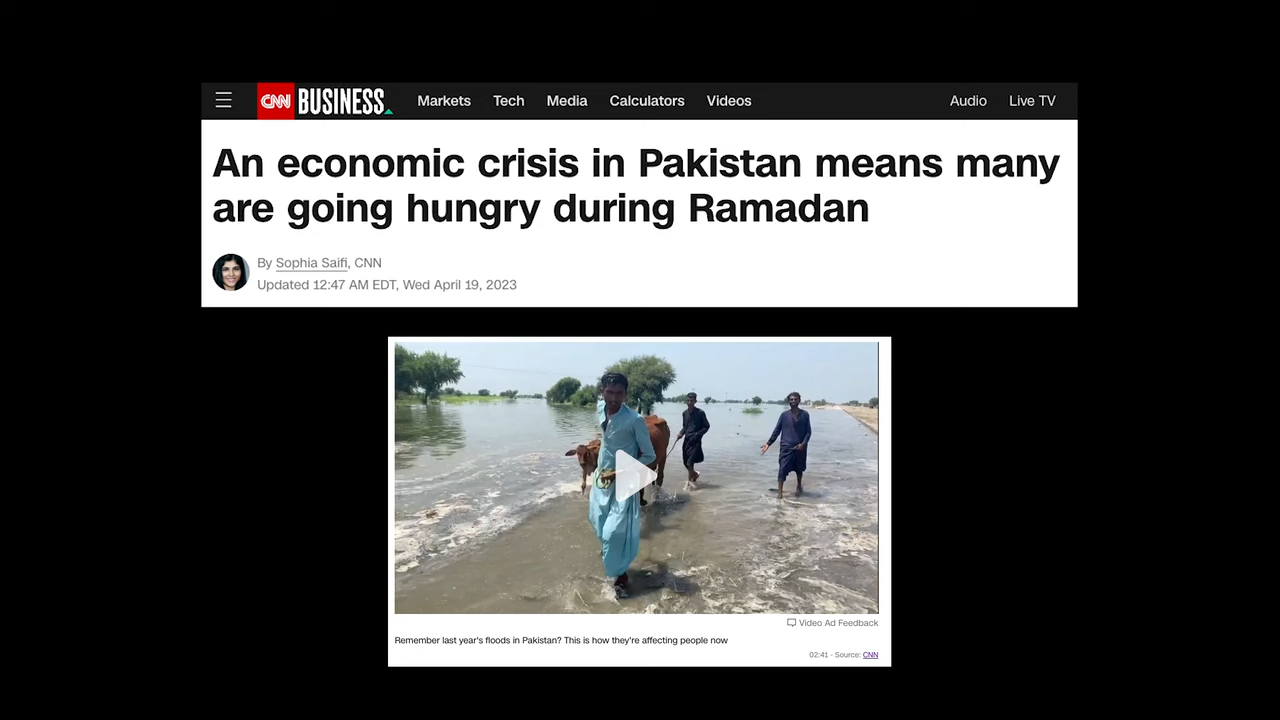 CNN BUSINESS Markets Tech Media Calculators Videos Audio Live TV
An economic crisis in Pakistan means many
are going hungry during Ramadan
By Sophia Saifi, CNN
Updated 12:47 AM EDT, Wed April 19, 2023
Video Ad Feedback
Remember last year's floods in Pakistan? This is how they're affecting people now
02:41 - Source: CNN